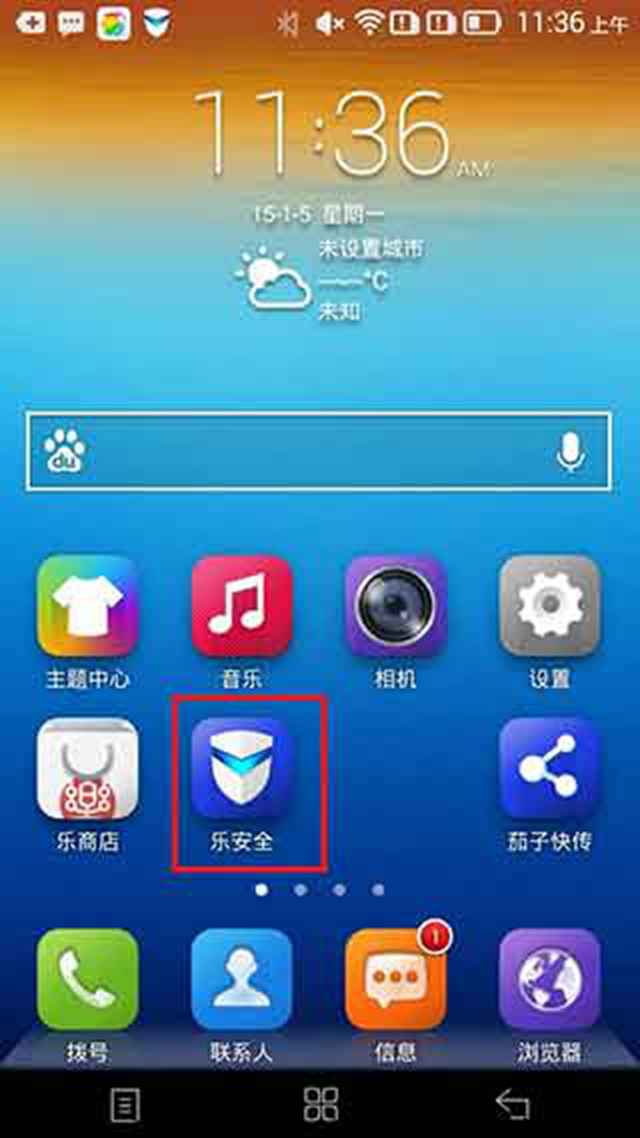 11:36 上午
11:36 AM
15-1-5 星期一
未设置城市
——°C
未知
du
主题中心 音乐 相机 设置
乐商店 乐安全 茄子快传
1
拨号 联系人 信息 浏览器